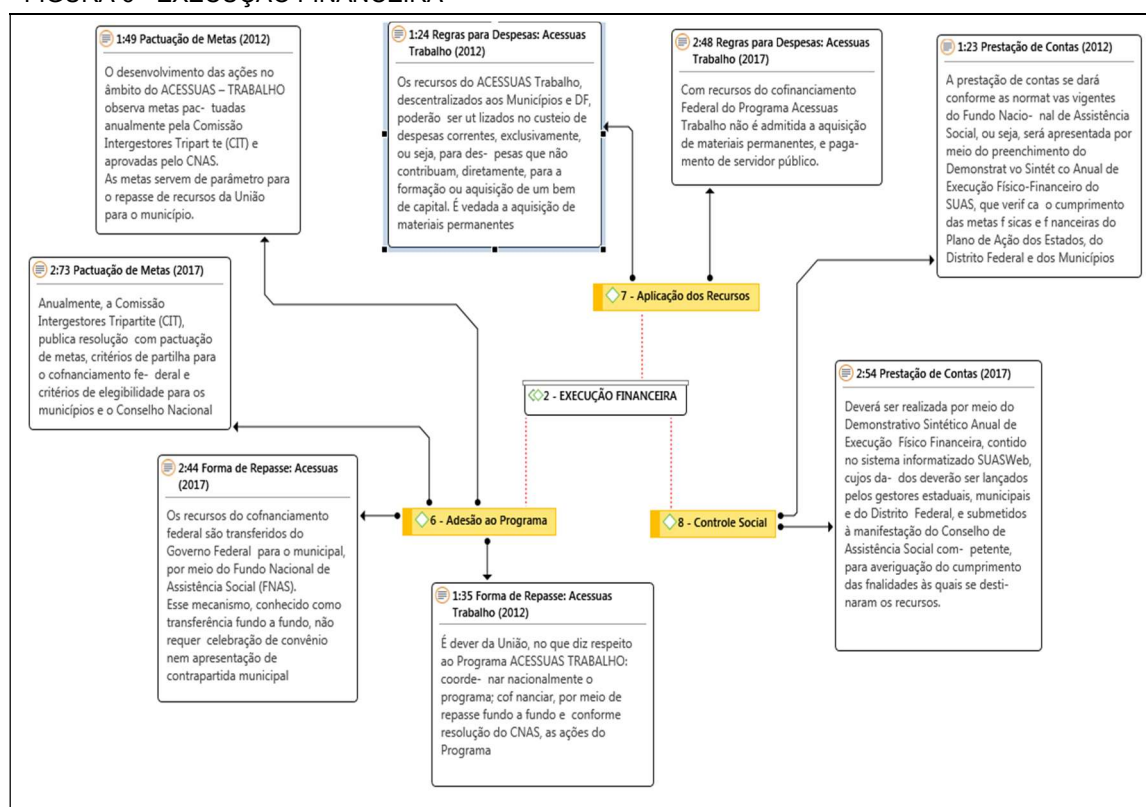 1:49 Pactuação de Metas (2012)
O desenvolvimento das ações no
âmbito do ACESSUAS – TRABALHO
observa metas pac- tuadas
anualmente pela Comissão
Intergestores Tripart te (CIT) e
aprovadas pelo CNAS.
As metas servem de parâmetro para
o repasse de recursos da União
para o município.
1:24 Regras para Despesas: Acessuas
Trabalho (2012)
Os recursos do ACESSUAS Trabalho,
descentralizados aos Municípios e DF,
poderão ser ut lizados no custeio de
despesas correntes, exclusivamente,
ou seja, para des- pesas que não
contribuam, diretamente, para a
formação ou aquisição de um bem
de capital. É vedada a aquisição de
materiais permanentes
2:48 Regras para Despesas: Acessuas
Trabalho (2017)
Com recursos do cofinanciamento
Federal do Programa Acessuas
Trabalho não é admitida a aquisição
de materiais permanentes, e paga-
mento de servidor público.
1:23 Prestação de Contas (2012)
A prestação de contas se dará
conforme as normat vas vigentes
do Fundo Nacio- nal de Assistência
Social, ou seja, será apresentada por
meio do preenchimento do
Demonstrat vo Sintét co Anual de
Execução Físico-Financeiro do
SUAS, que verif ca o cumprimento
das metas f sicas e f nanceiras do
Plano de Ação dos Estados, do
Distrito Federal e dos Municípios
2:73 Pactuação de Metas (2017)
Anualmente, a Comissão
Intergestores Tripartite (CIT),
publica resolução com pactuação
de metas, critérios de partilha para
o cofnanciamento fe- deral e
critérios de elegibilidade para os
municípios e o Conselho Nacional
7 - Aplicação dos Recursos
2 - EXECUÇÃO FINANCEIRA
2:54 Prestação de Contas (2017)
Deverá ser realizada por meio do
Demonstrativo Sintético Anual de
Execução Físico Financeira, contido
no sistema informatizado SUASWeb,
cujos da- dos deverão ser lançados
pelos gestores estaduais, municipais
e do Distrito Federal, e submetidos
à manifestação do Conselho de
Assistência Social com- petente,
para averiguação do cumprimento
das fnalidades às quais se desti-
naram os recursos.
2:44 Forma de Repasse: Acessuas
(2017)
Os recursos do cofnanciamento
federal são transferidos do
Governo Federal para o municipal,
por meio do Fundo Nacional de
Assistência Social (FNAS).
Esse mecanismo, conhecido como
transferência fundo a fundo, não
requer celebração de convênio
nem apresentação de
contrapartida municipal
6 - Adesão ao Programa
8 - Controle Social
1:35 Forma de Repasse: Acessuas
Trabalho (2012)
É dever da União, no que diz respeito
ao Programa ACESSUAS TRABALHO:
coorde- nar nacionalmente o
programa; cof nanciar, por meio de
repasse fundo a fundo e conforme
resolução do CNAS, as ações do
Programa